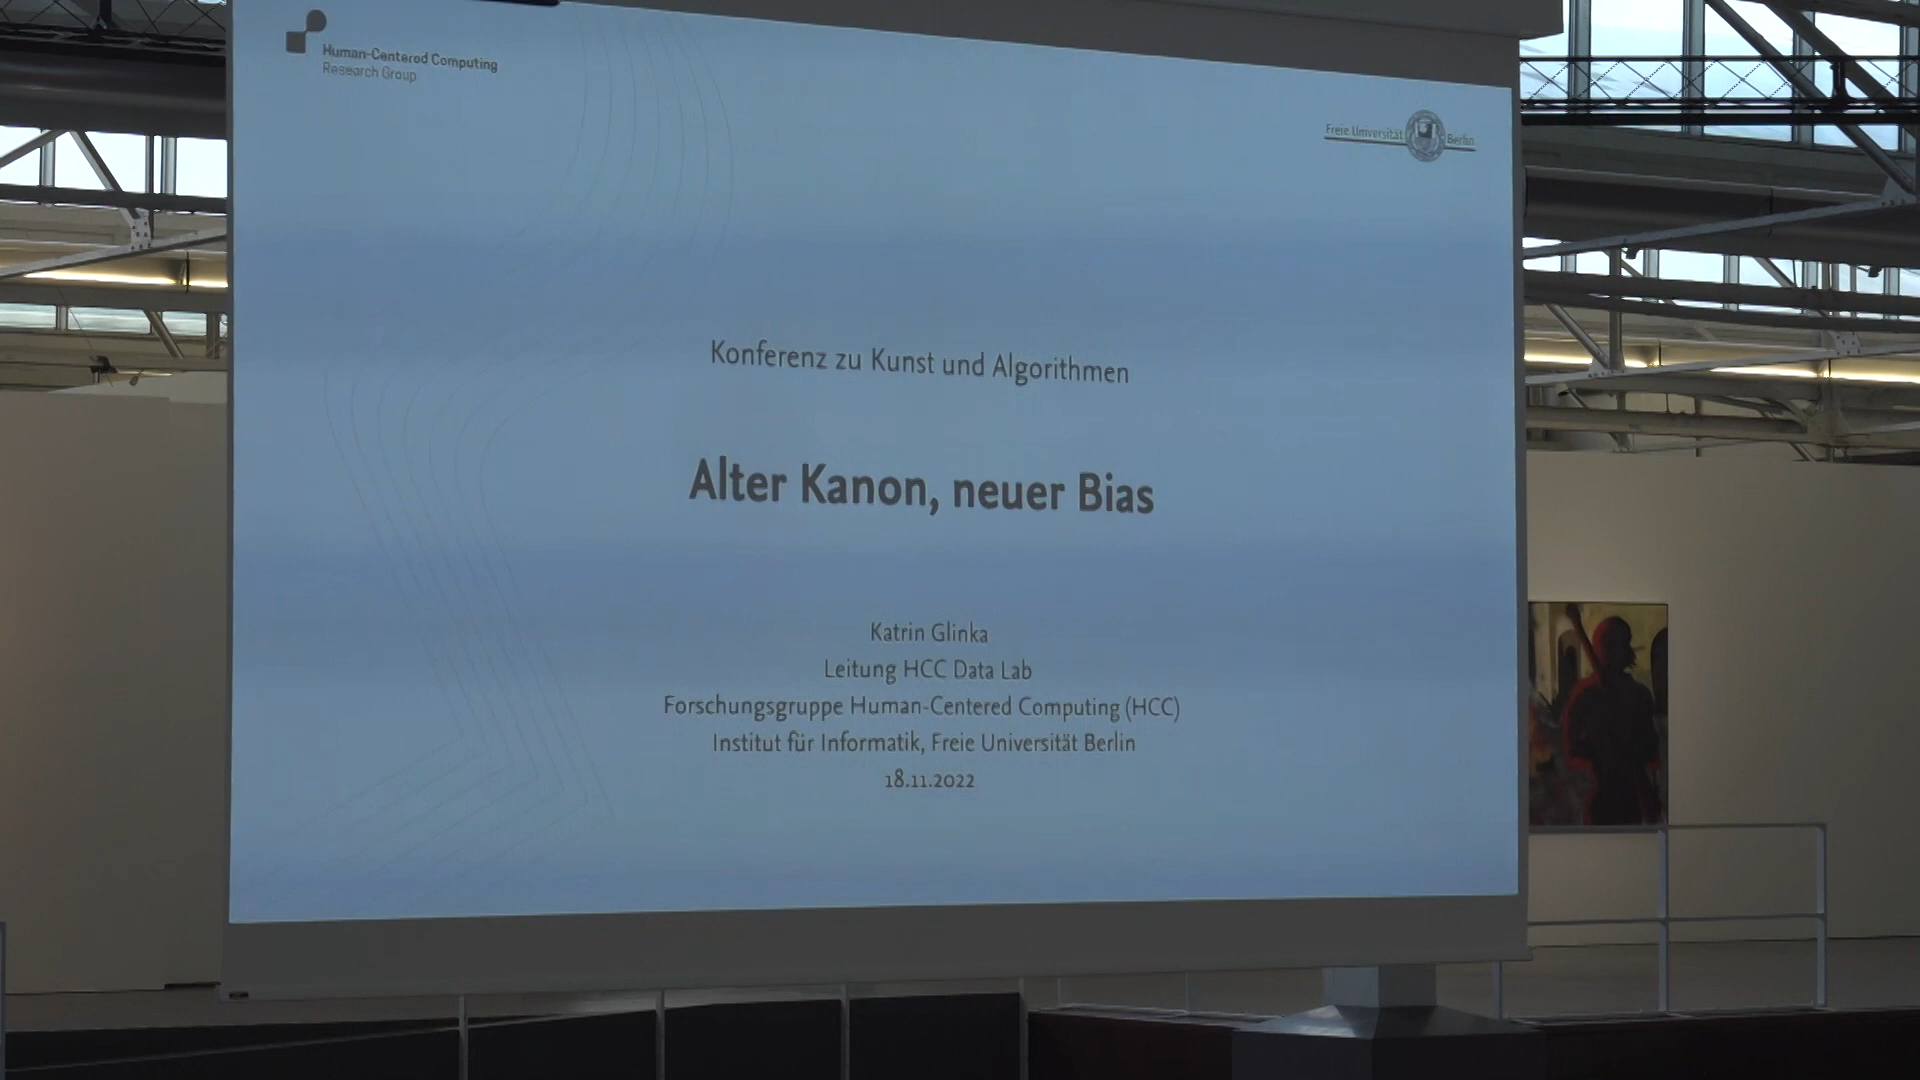 Human-Centered Computing
Research Group
Freie Universität Berlin
Konferenz zu Kunst und Algorithmen
Alter Kanon, neuer Bias
Katrin Glinka
Leitung HCC Data Lab
Forschungsgruppe Human-Centered Computing (HCC)
Institut für Informatik, Freie Universität Berlin
18.11.2022